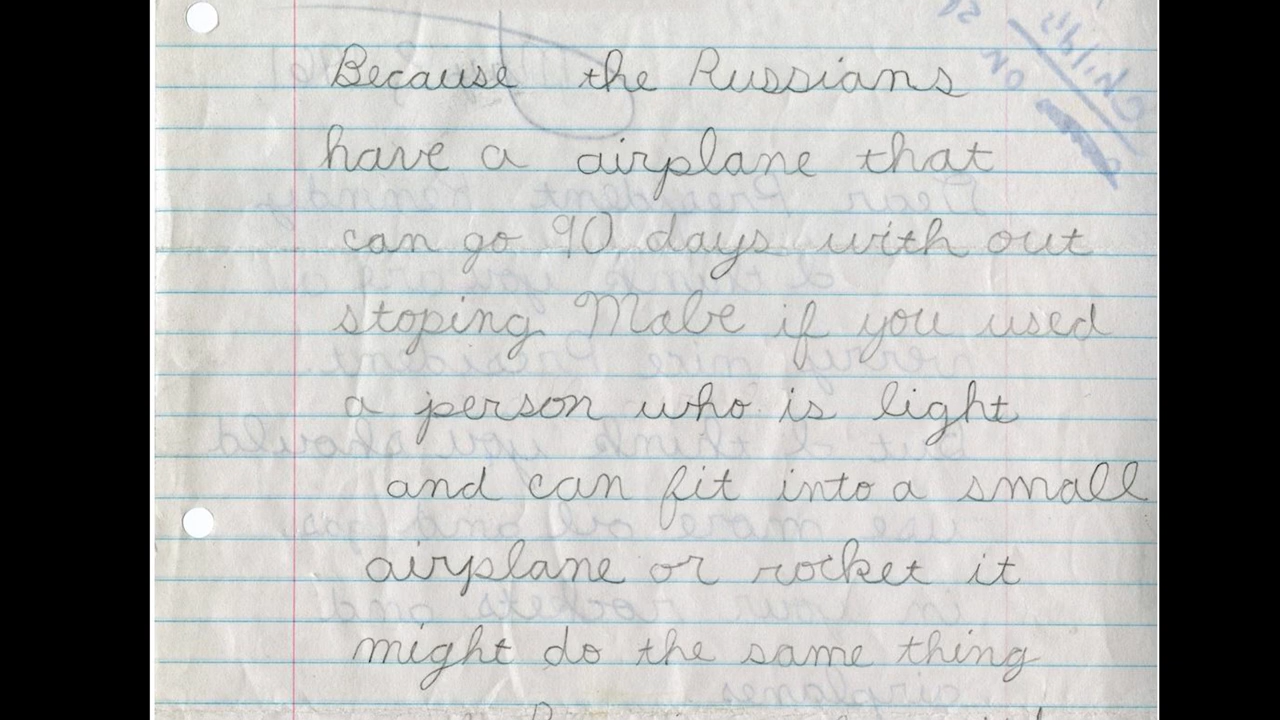 Because the Russians
have a airplane that
can go 90 days with out
stoping Mabe if you used
a person who is light
and can fit into a small
airplane or rocket it
might do the same thing